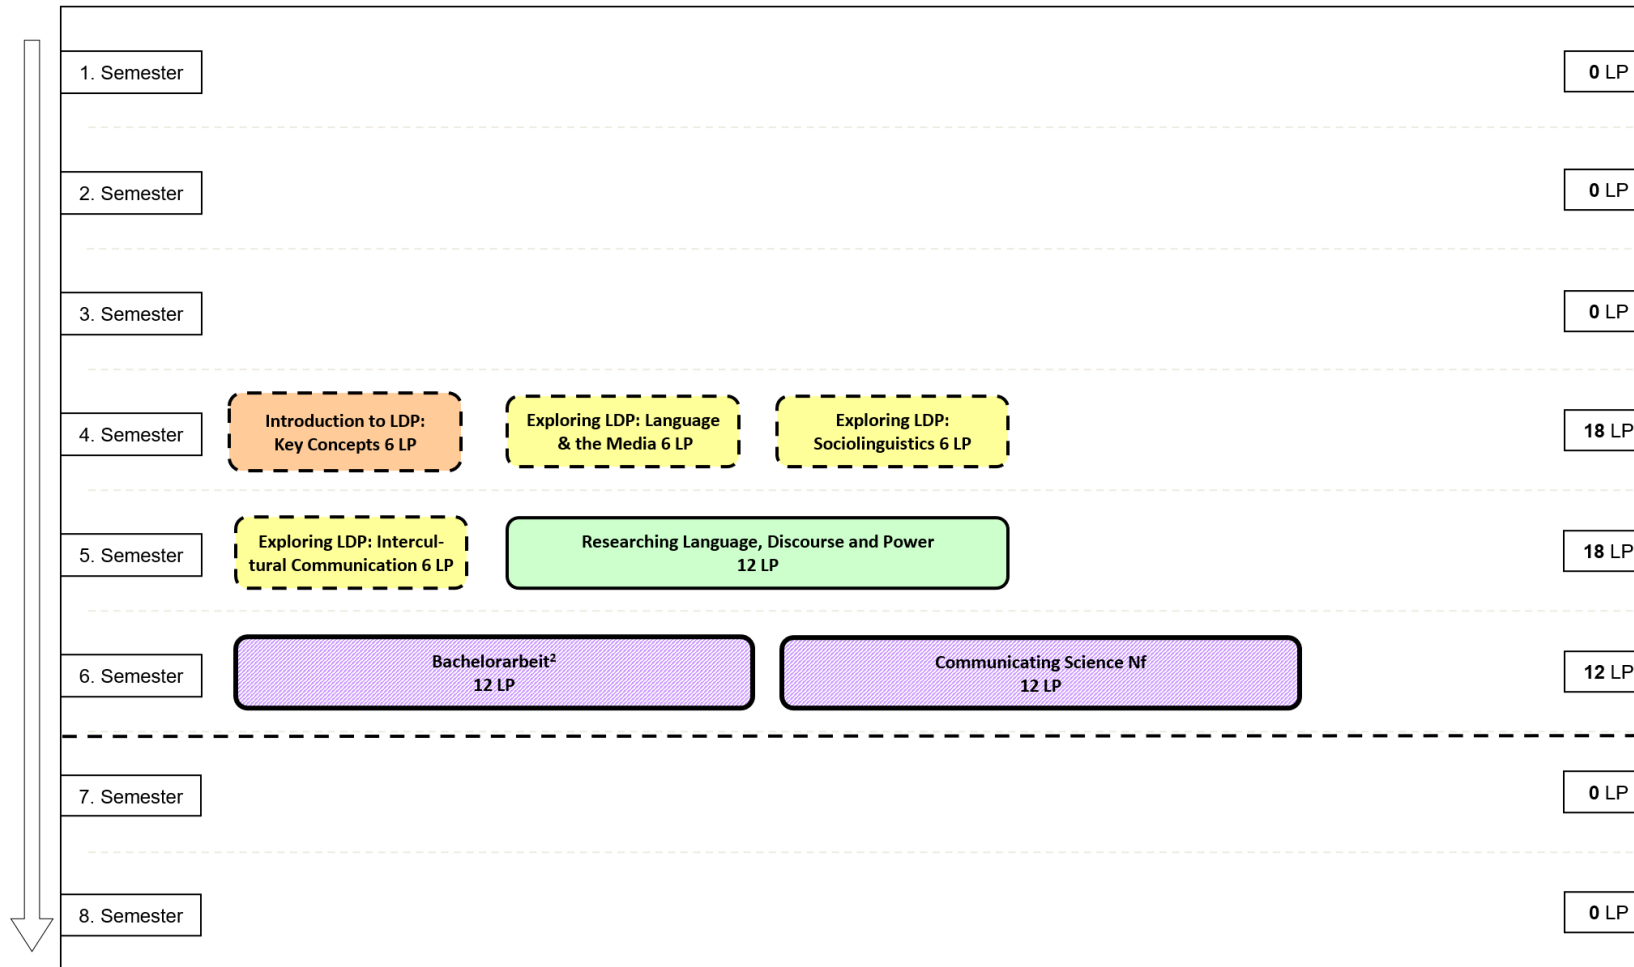 1. Semester
0 LP
2. Semester
0 LP
3. Semester
0 LP
4. Semester
Introduction to LDP:
Key Concepts 6 LP
Exploring LDP: Language
& the Media 6 LP
Exploring LDP:
Sociolinguistics 6 LP
18 LP
5. Semester
Exploring LDP: Intercul-
tural Communication 6 LP
Researching Language, Discourse and Power
12 LP
18 LP
6. Semester
Bachelorarbeit²
12 LP
Communicating Science Nf
12 LP
12 LP
7. Semester
0 LP
8. Semester
0 LP